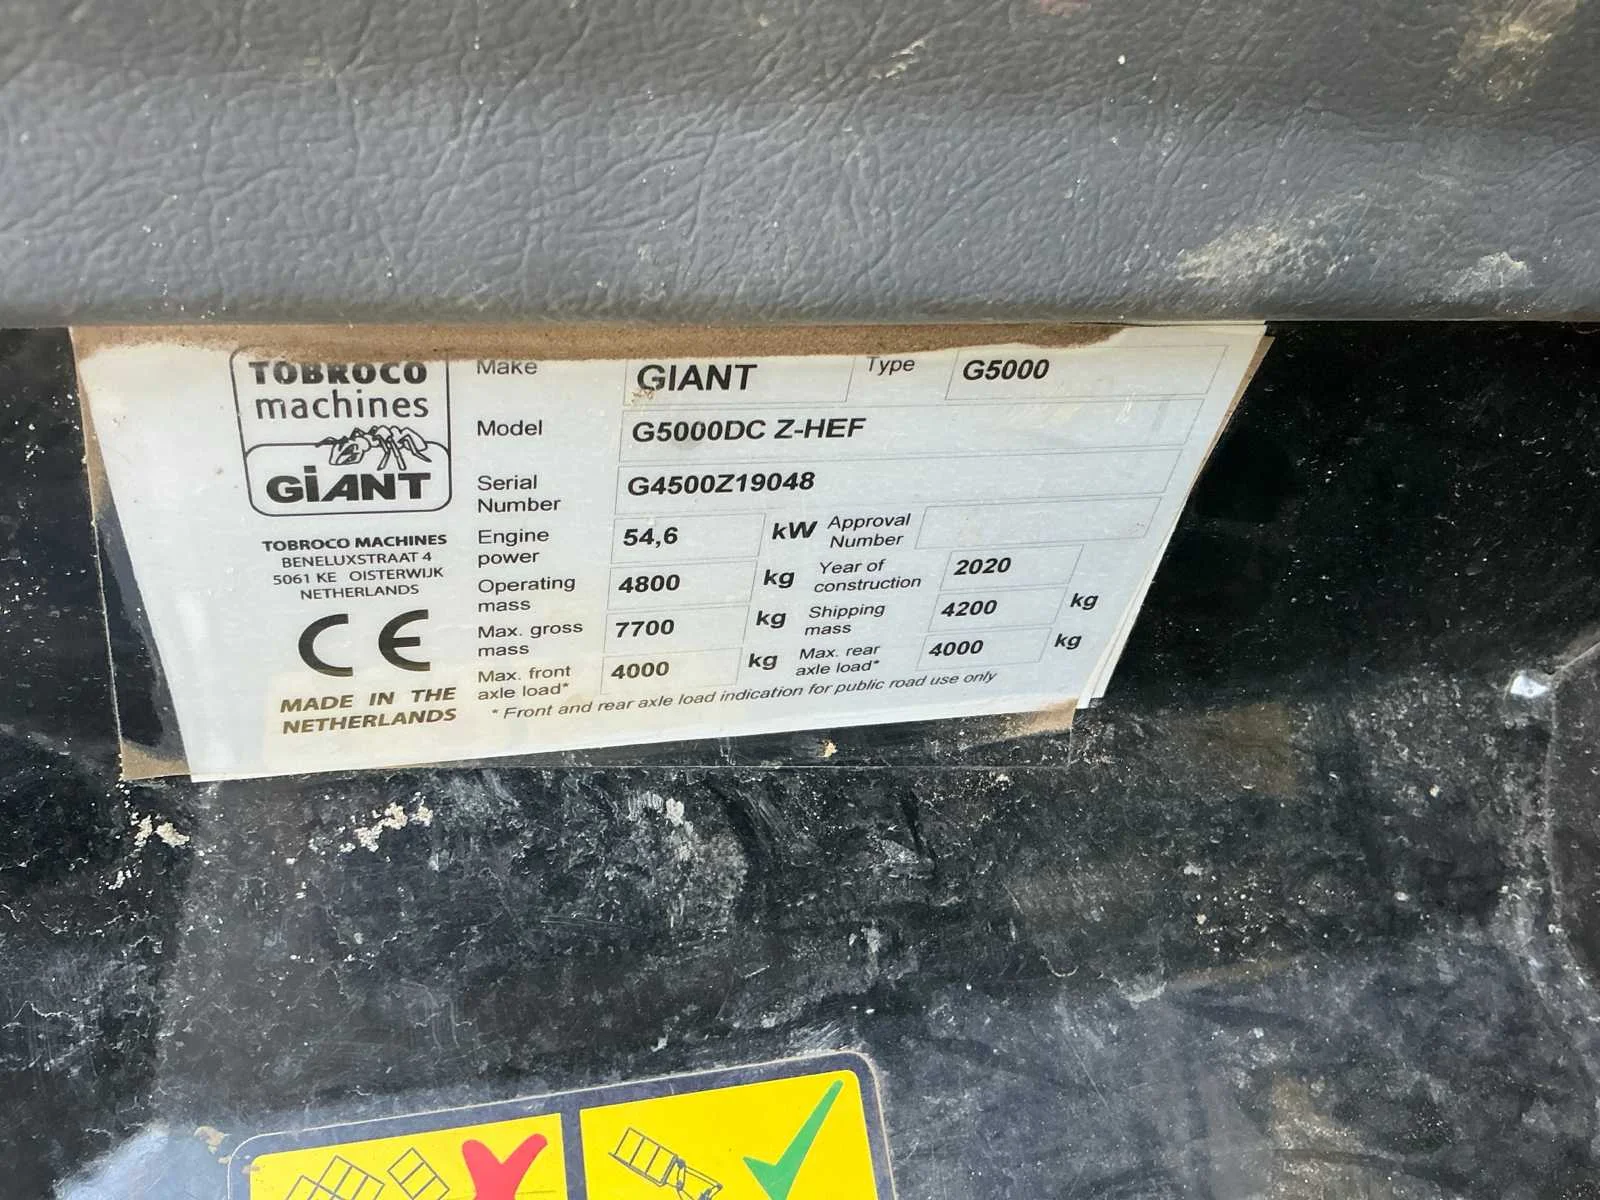 TOBROCO
machines
GiANT
TOBROCO MACHINES
BENELUXSTRAAT 4
5061 KE OISTERWIJK
NETHERLANDS
CE
MADE IN THE
NETHERLANDS
Make GIANT Type G5000
Model G5000DC Z-HEF
Serial Number G4500Z19048
Engine power 54,6 kW Approval Number
Operating mass 4800 kg Year of construction 2020
Max. gross mass 7700 kg Shipping mass 4200 kg
Max. front axle load* 4000 kg Max. rear axle load* 4000 kg
* Front and rear axle load indication for public road use only